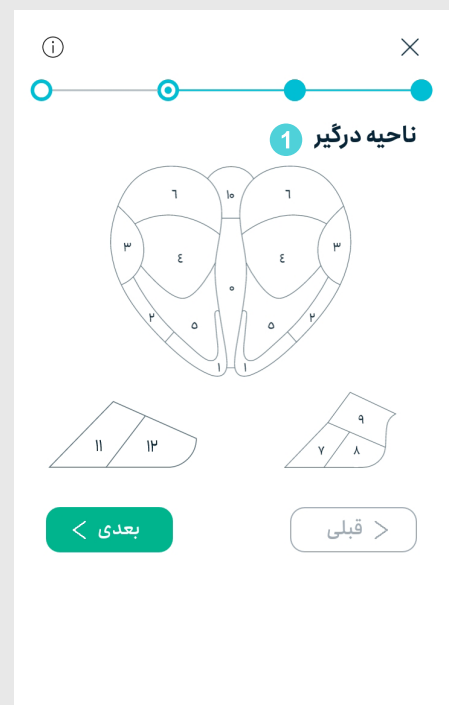 ناحیه درگیر 1
٦ ١٠ ٦
٣ ٣
٤ ٤
٠
٢ ٢
٥ ٥
١ ١
٩
١١ ١٢
٧ ٨
قبلی
بعدی